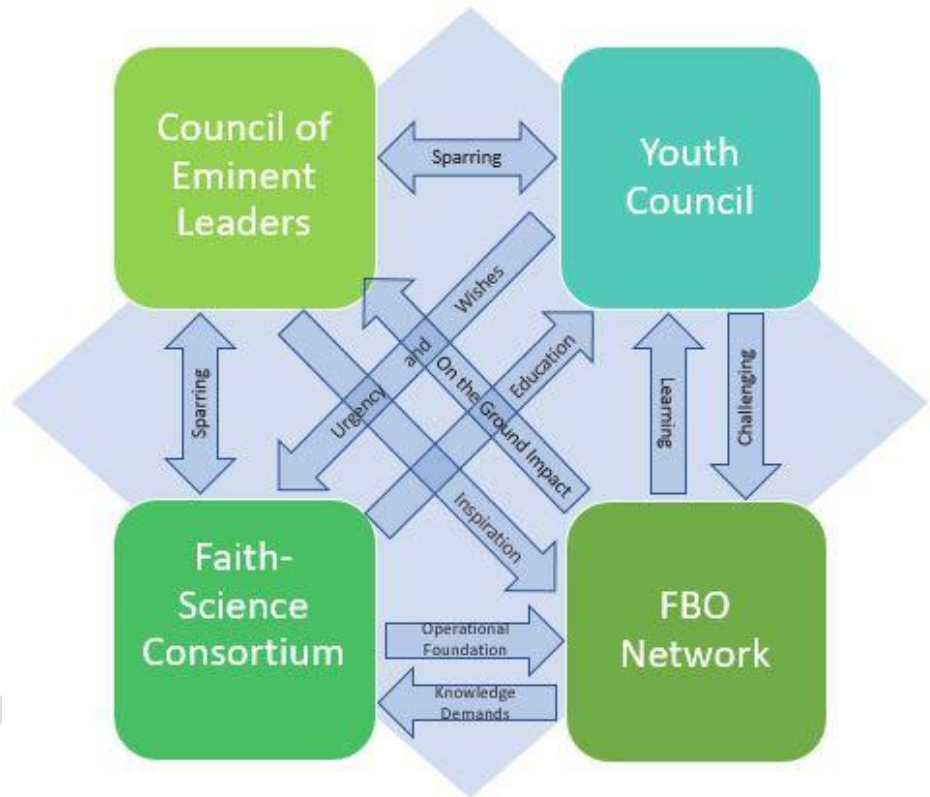 Council of
Eminent
Leaders
Sparring
Youth
Council
Sparring
Urgency and Wishes
On the Ground Impact
Education
Inspiration
Learning
Challenging
Faith-
Science
Consortium
Operational
Foundation
Knowledge
Demands
FBO
Network